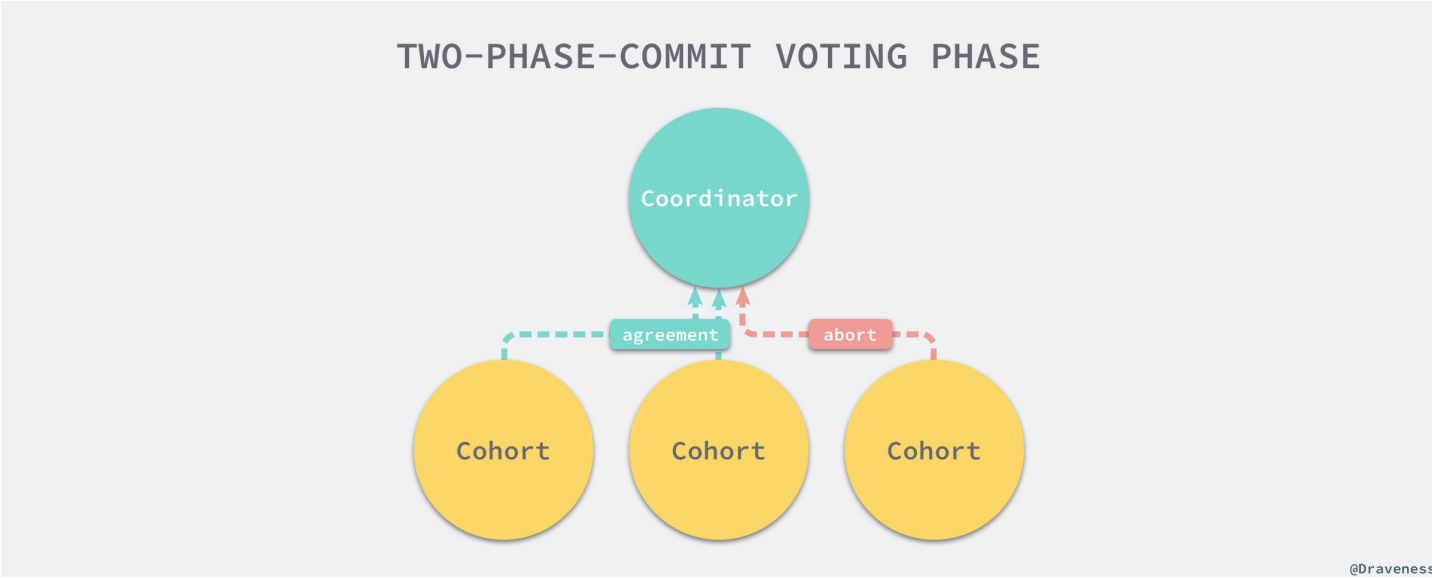 TWO-PHASE-COMMIT VOTING PHASE
Coordinator
agreement
abort
Cohort
Cohort
Cohort
@Draveness